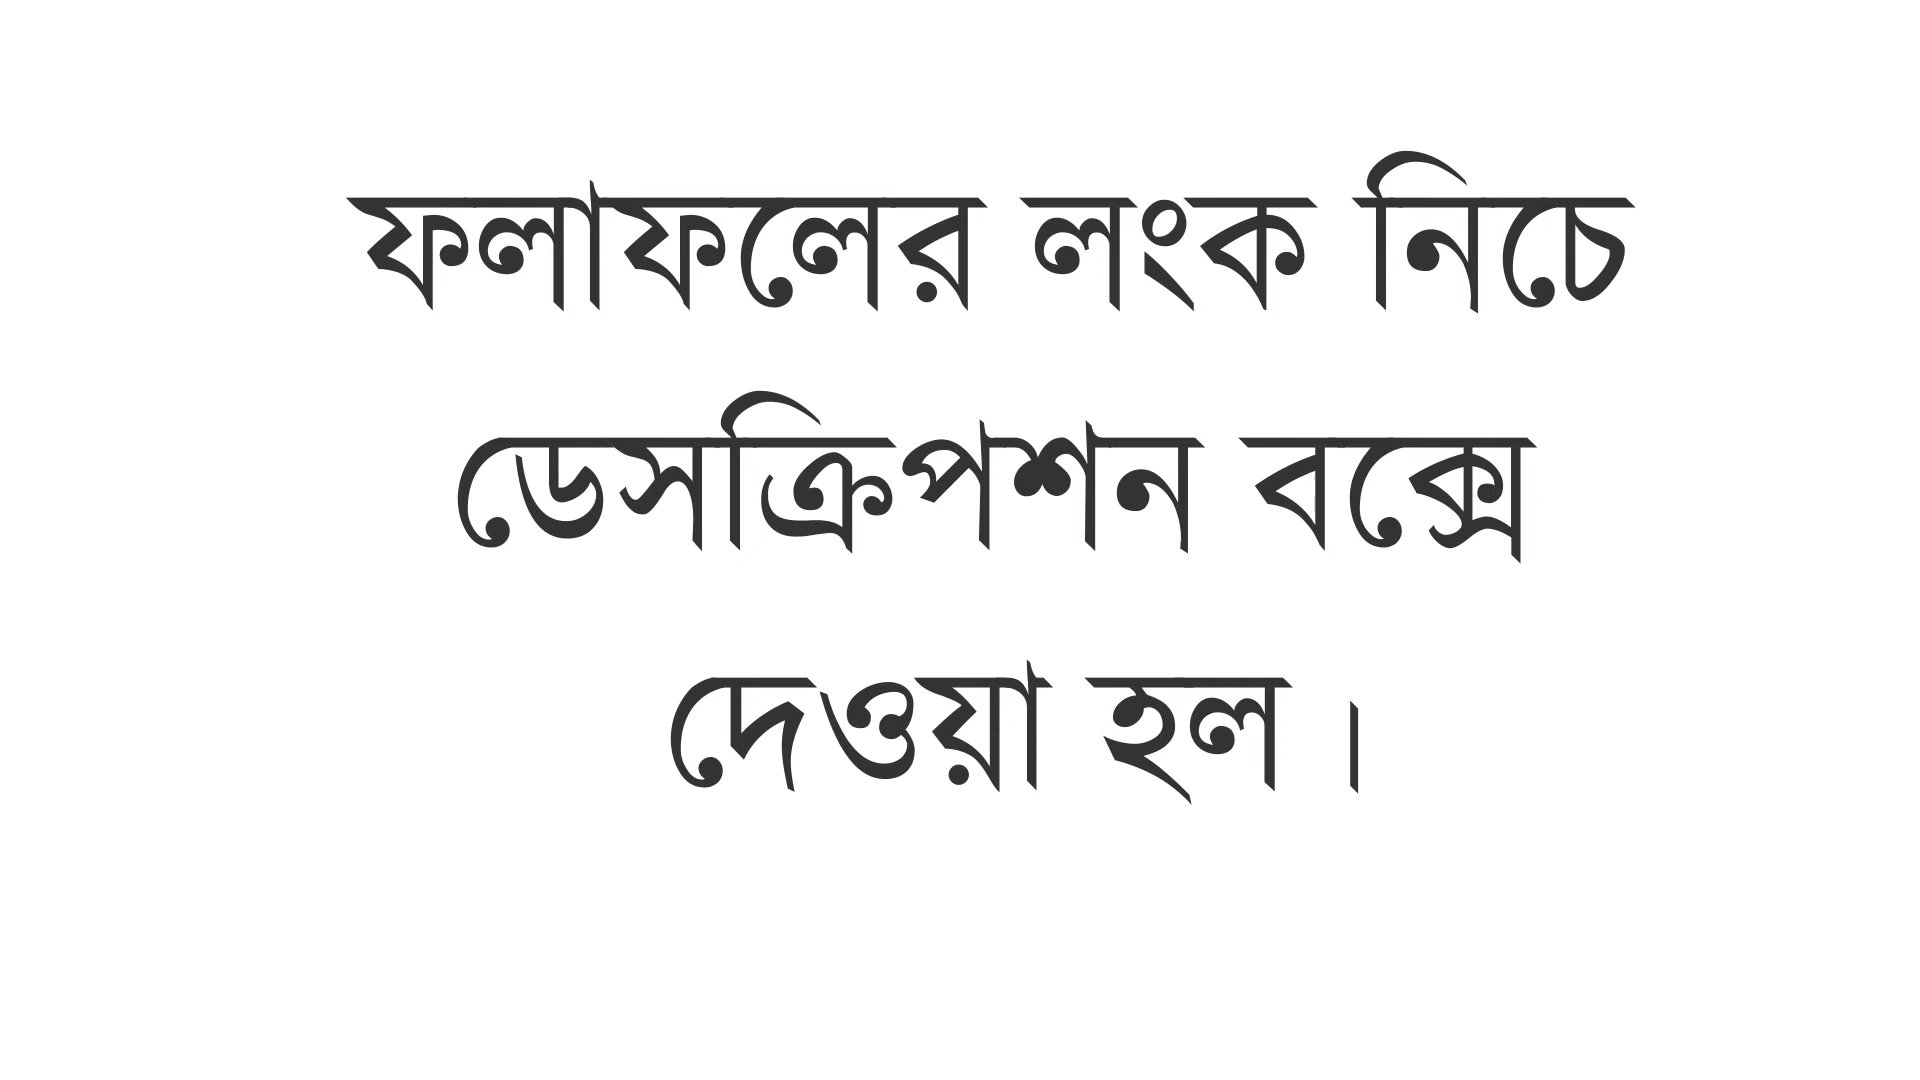 ফলাফলের লংক নিচে
ডেসক্রিপশন বক্সে
দেওয়া হল।